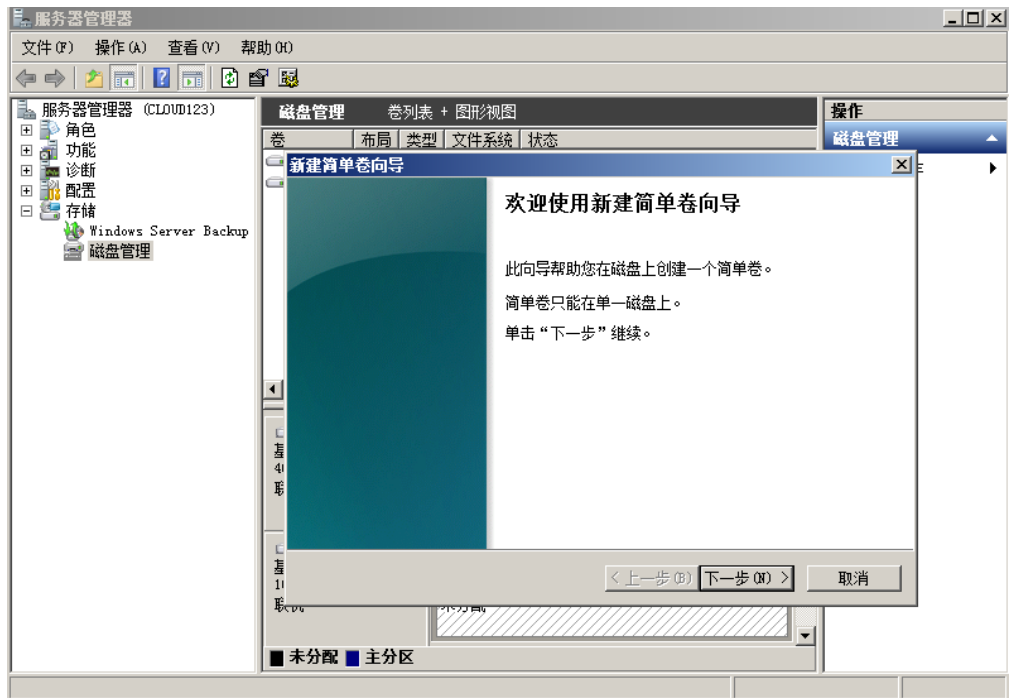 服务器管理器
文件(F) 操作(A) 查看(V) 帮助(H)
服务器管理器 (CLOUD123)
角色
功能
诊断
配置
存储
Windows Server Backup
磁盘管理
磁盘管理 卷列表 + 图形视图
卷 布局 类型 文件系统 状态
操作
磁盘管理
新建简单卷向导
欢迎使用新建简单卷向导
此向导帮助您在磁盘上创建一个简单卷。
简单卷只能在单一磁盘上。
单击“下一步”继续。
< 上一步(B) 下一步(N) > 取消
未分配 主分区